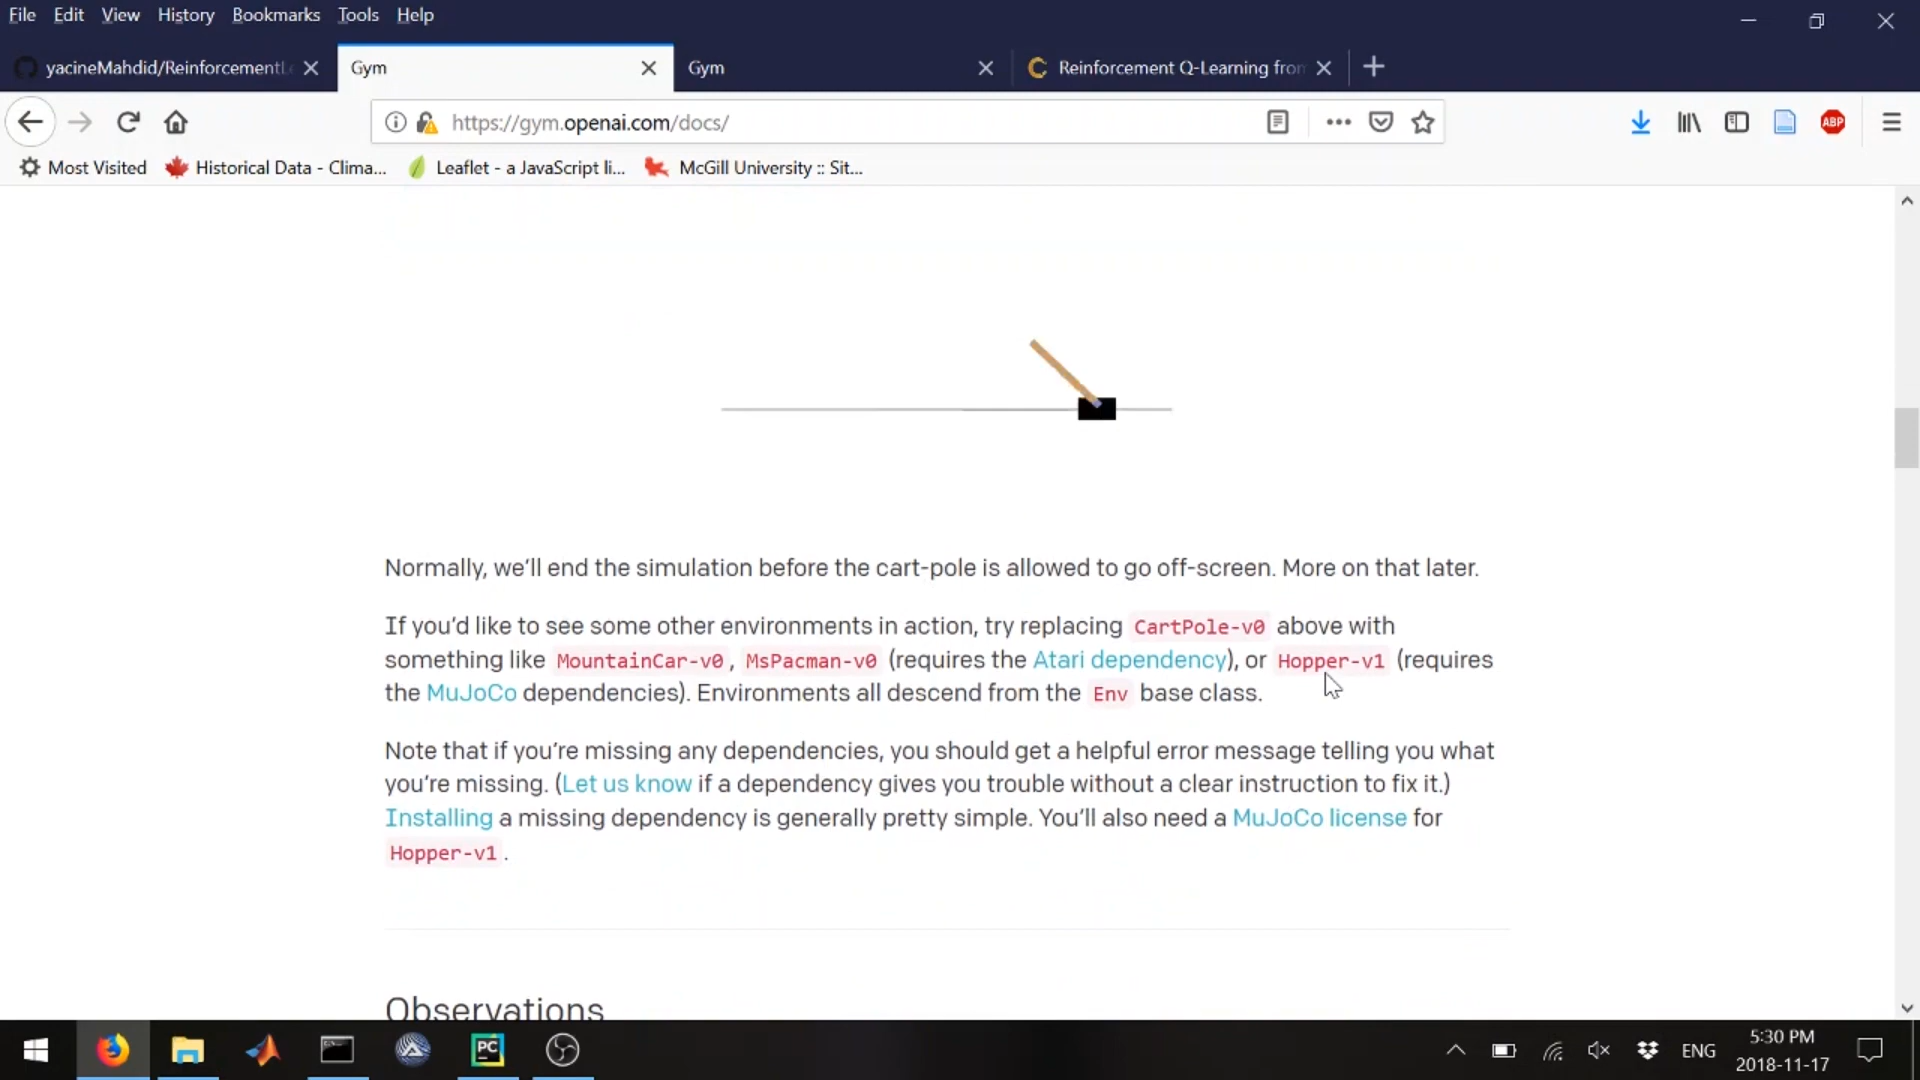 File Edit View History Bookmarks Tools Help
yacineMahdid/ReinforcementL
Gym
Gym
Reinforcement Q-Learning from
https://gym.openai.com/docs/
ABP
Most Visited
Historical Data - Clima...
Leaflet - a JavaScript li...
McGill University :: Sit...
Normally, we'll end the simulation before the cart-pole is allowed to go off-screen. More on that later.
If you'd like to see some other environments in action, try replacing CartPole-v0 above with
something like MountainCar-v0, MsPacman-v0 (requires the Atari dependency), or Hopper-v1 (requires
the MuJoCo dependencies). Environments all descend from the Env base class.
Note that if you're missing any dependencies, you should get a helpful error message telling you what
you're missing. (Let us know if a dependency gives you trouble without a clear instruction to fix it.)
Installing a missing dependency is generally pretty simple. You'll also need a MuJoCo license for
Hopper-v1.
Observations
PC
ENG
5:30 PM
2018-11-17